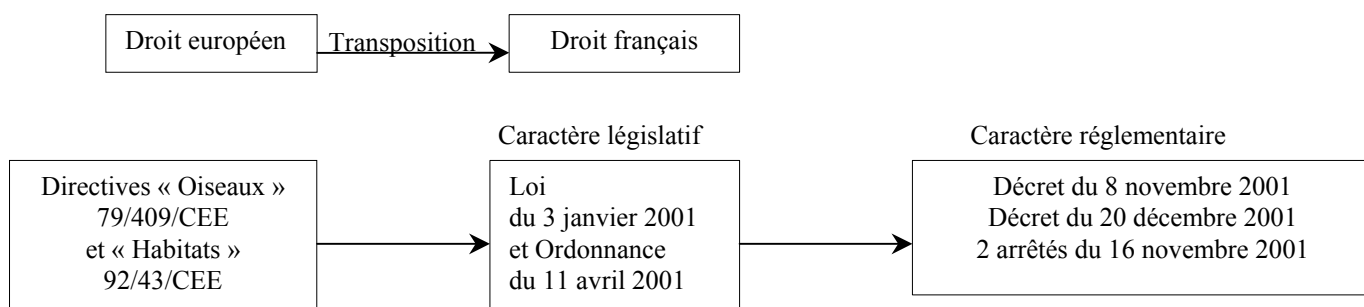 Droit européen
Transposition
Droit français
Caractère législatif
Caractère réglementaire
Directives « Oiseaux »
79/409/CEE
et « Habitats »
92/43/CEE
Loi
du 3 janvier 2001
et Ordonnance
du 11 avril 2001
Décret du 8 novembre 2001
Décret du 20 décembre 2001
2 arrêtés du 16 novembre 2001